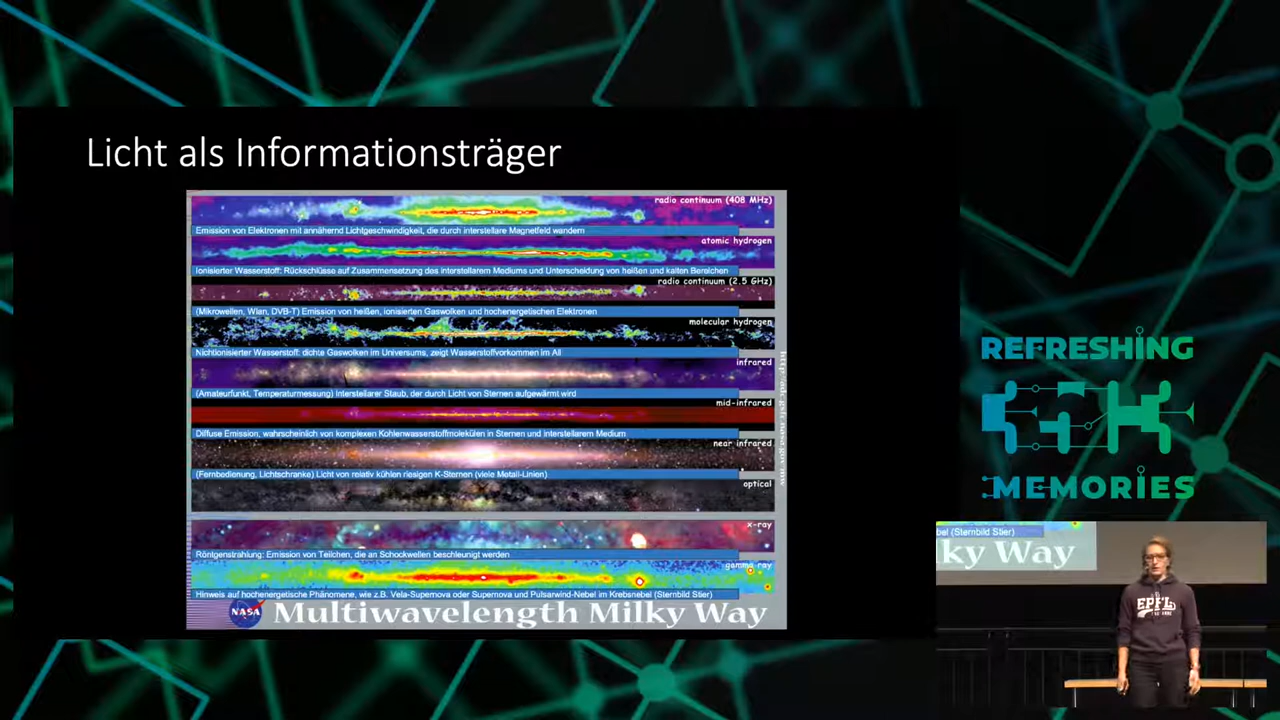 Licht als Informationsträger
radio continuum (408 MHz)
Emission von Elektronen mit annähernd Lichtgeschwindigkeit, die durch interstellare Magnetfeld wandern
atomic hydrogen
Ionisierter Wasserstoff: Rückschlüsse auf Zusammensetzung des interstellarem Mediums und Unterscheidung von heißen und kalten Bereichen
radio continuum (2.5 GHz)
(Mikrowellen, Wlan, DVB-T) Emission von heißen, ionisierten Gaswolken und hochenergetischen Elektronen
molecular hydrogen
Nichtionisierter Wasserstoff: dichte Gaswolken im Universums, zeigt Wasserstoffvorkommen im All
infrared
(Amateurfunkt, Temperaturmessung) Interstellarer Staub, der durch Licht von Sternen aufgewärmt wird
mid-infrared
Diffuse Emission, wahrscheinlich von komplexen Kohlenwasserstoffmolekülen in Sternen und interstellarem Medium
near infrared
(Fernbedienung, Lichtschranke) Licht von relativ kühlen riesigen K-Sternen (viele Metall-Linien)
optical
x-ray
Röntgenstrahlung: Emission von Teilchen, die an Schockwellen beschleunigt werden
gamma ray
Hinweis auf hochenergetische Phänomene, wie z.B. Vela-Supernova oder Supernova und Pulsarwind-Nebel im Krebsnebel (Sternbild Stier)
NASA
Multiwavelength Milky Way
REFRESHING
MEMORIES
bel (Sternbild Stier)
ky Way
EPFL